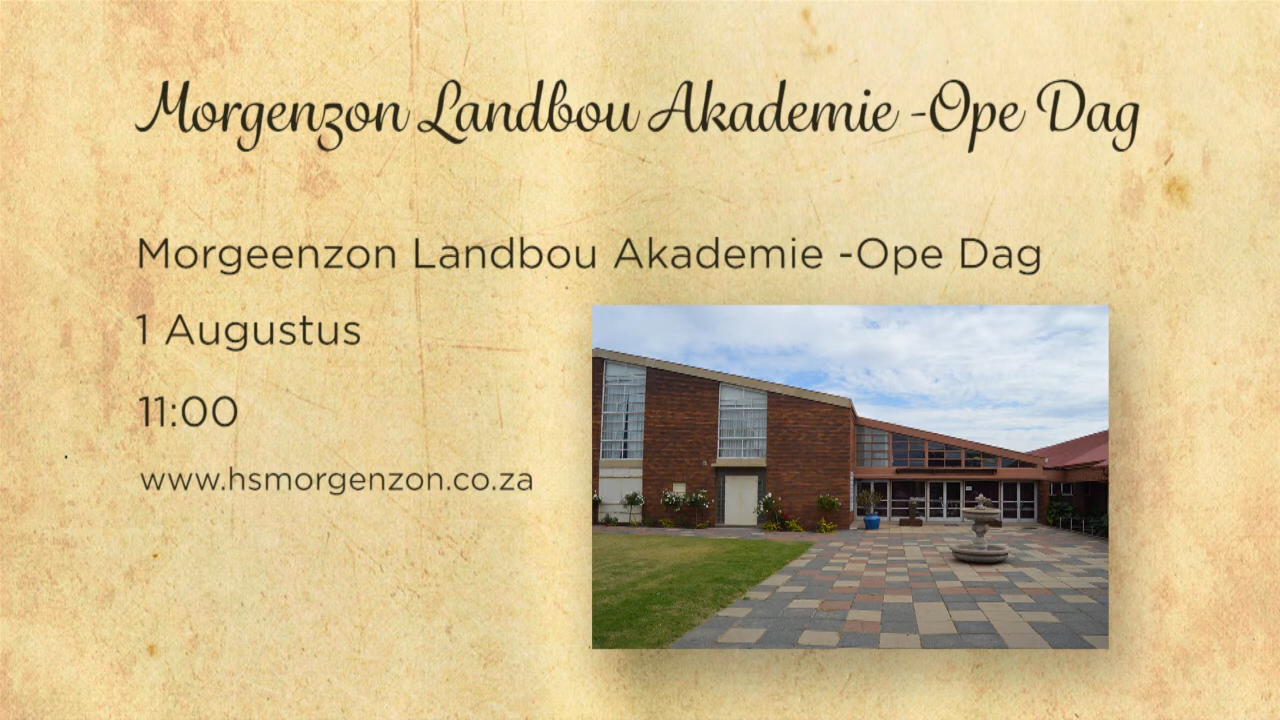 Morgenzon Landbou Akademie -Ope Dag
Morgeenzon Landbou Akademie -Ope Dag
1 Augustus
11:00
www.hsmorgenzon.co.za